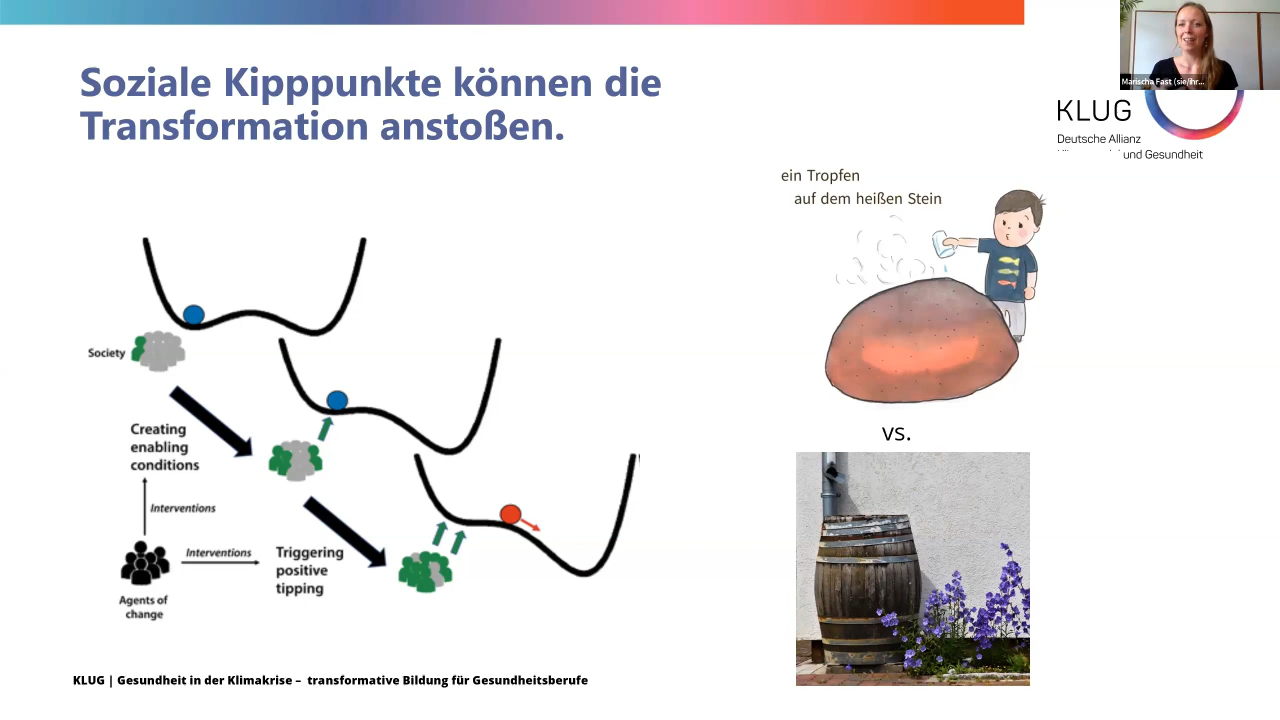 Soziale Kipppunkte können die
Transformation anstoßen.
Marischa Fast (sie/ihr...
KLUG
Deutsche Allianz
und Gesundheit
ein Tropfen
auf dem heißen Stein
vs.
Society
Creating
enabling
conditions
Interventions
Interventions
Triggering
positive
tipping
Agents of
change
KLUG | Gesundheit in der Klimakrise – transformative Bildung für Gesundheitsberufe